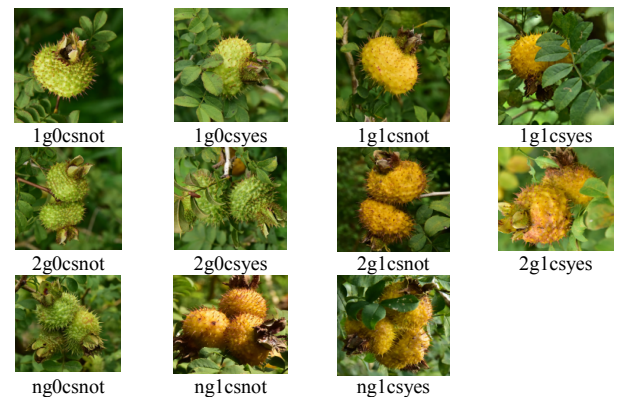 1g0csnot 1g0csyes 1g1csnot 1g1csyes
2g0csnot 2g0csyes 2g1csnot 2g1csyes
ng0csnot ng1csnot ng1csyes